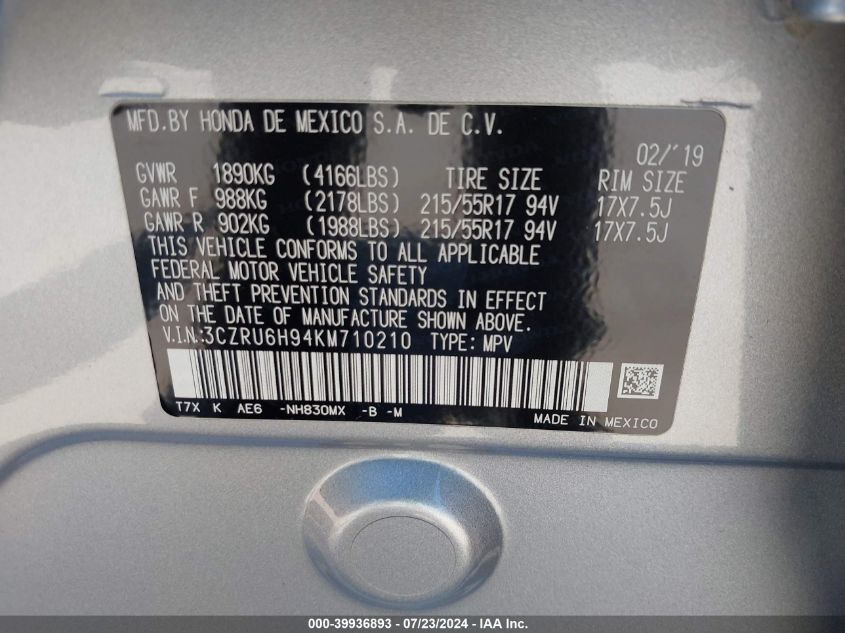 MFD.BY HONDA DE MEXICO S.A. DE C.V.
02/'19
GVWR 1890KG (4166LBS) TIRE SIZE RIM SIZE
GAWR F 988KG (2178LBS) 215/55R17 94V 17X7.5J
GAWR R 902KG (1988LBS) 215/55R17 94V 17X7.5J
THIS VEHICLE CONFORMS TO ALL APPLICABLE
FEDERAL MOTOR VEHICLE SAFETY
AND THEFT PREVENTION STANDARDS IN EFFECT
ON THE DATE OF MANUFACTURE SHOWN ABOVE.
V.I.N:3CZRU6H94KM710210 TYPE: MPV
T7X K AE6 -NH830MX -B -M
MADE IN MEXICO
000-39936893 / 07/23/2024 - IAA Inc.